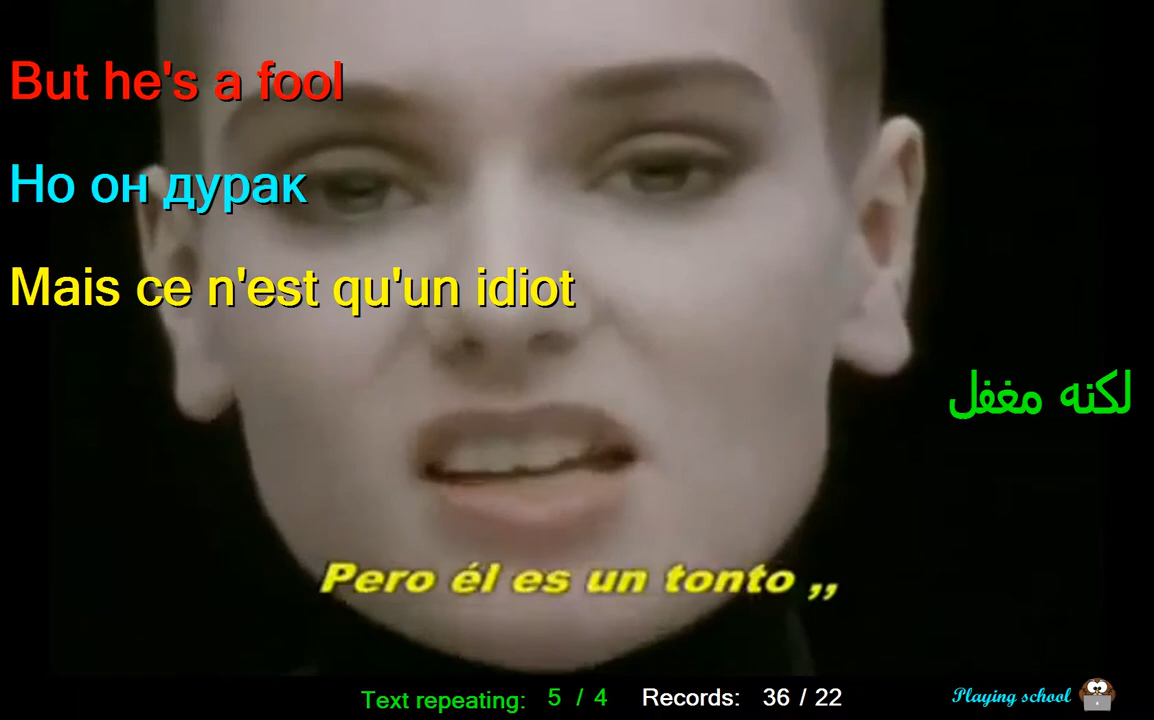 But he's a fool
Но он дурак
Mais ce n'est qu'un idiot
لكنه مغفل
Pero él es un tonto ,,
Text repeating: 5 / 4 Records: 36 / 22 Playing school